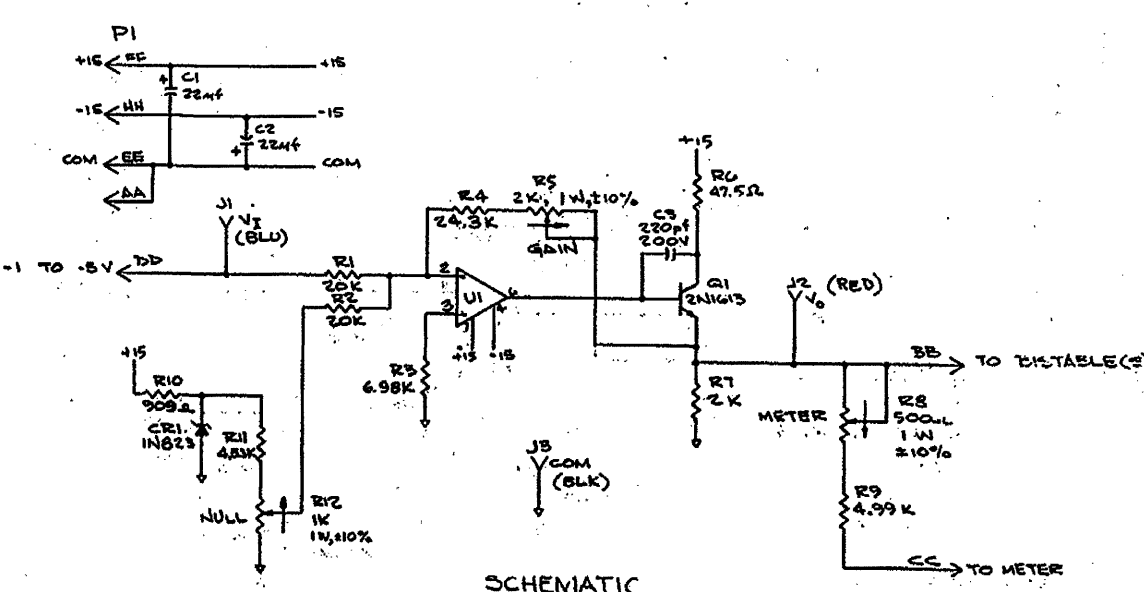 P1
+15 FF +15
C1
22µf
-15 HH -15
C2
22µf
COM EE COM
AA
J1
VI
(BLU)
-1 TO -5V DD
R1
20K
R2
20K
R4
24.3K
R5
2K, 1W, ±10%
GAIN
2
3
U1
6
7
4
+15 -15
R3
6.98K
+15
R6
47.5Ω
C3
220pf
200V
Q1
2N1613
J2
Vo
(RED)
+15
R10
909Ω
CR1
1N823
R11
4.53K
NULL
R12
1K
1W, ±10%
J3
COM
(BLK)
R7
2K
BB
TO BISTABLE
METER
R8
500Ω
1W
±10%
R9
4.99K
CC
TO METER
SCHEMATIC